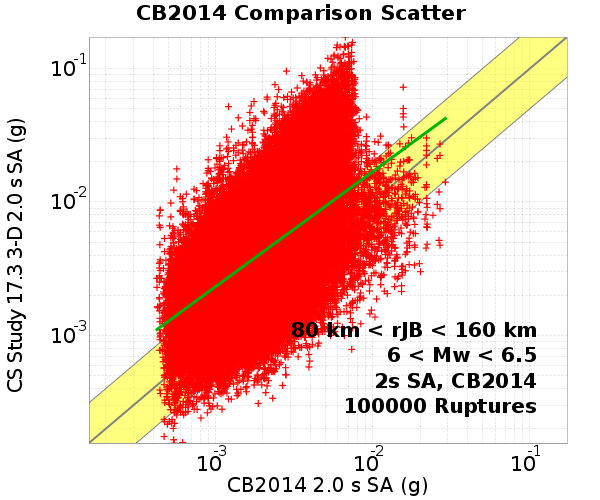 CB2014 Comparison Scatter
CS Study 17.3 3-D 2.0 s SA (g)
10-1
10-2
10-3
80 km < rJB < 160 km
6 < Mw < 6.5
2s SA, CB2014
100000 Ruptures
10-3 10-2 10-1
CB2014 2.0 s SA (g)